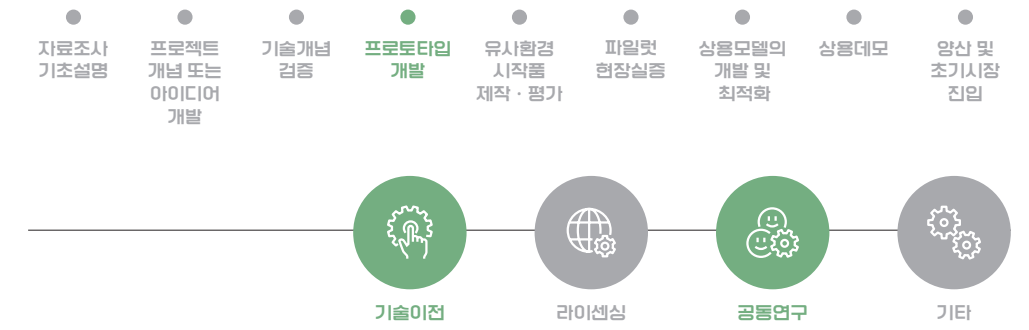 자료조사
기초설명
프로젝트
개념 또는
아이디어
개발
기술개념
검증
프로토타입
개발
유사환경
시작품
제작 · 평가
파일럿
현장실증
상용모델의
개발 및
최적화
상용데모
양산 및
초기시장
진입
기술이전
라이센싱
공동연구
기타